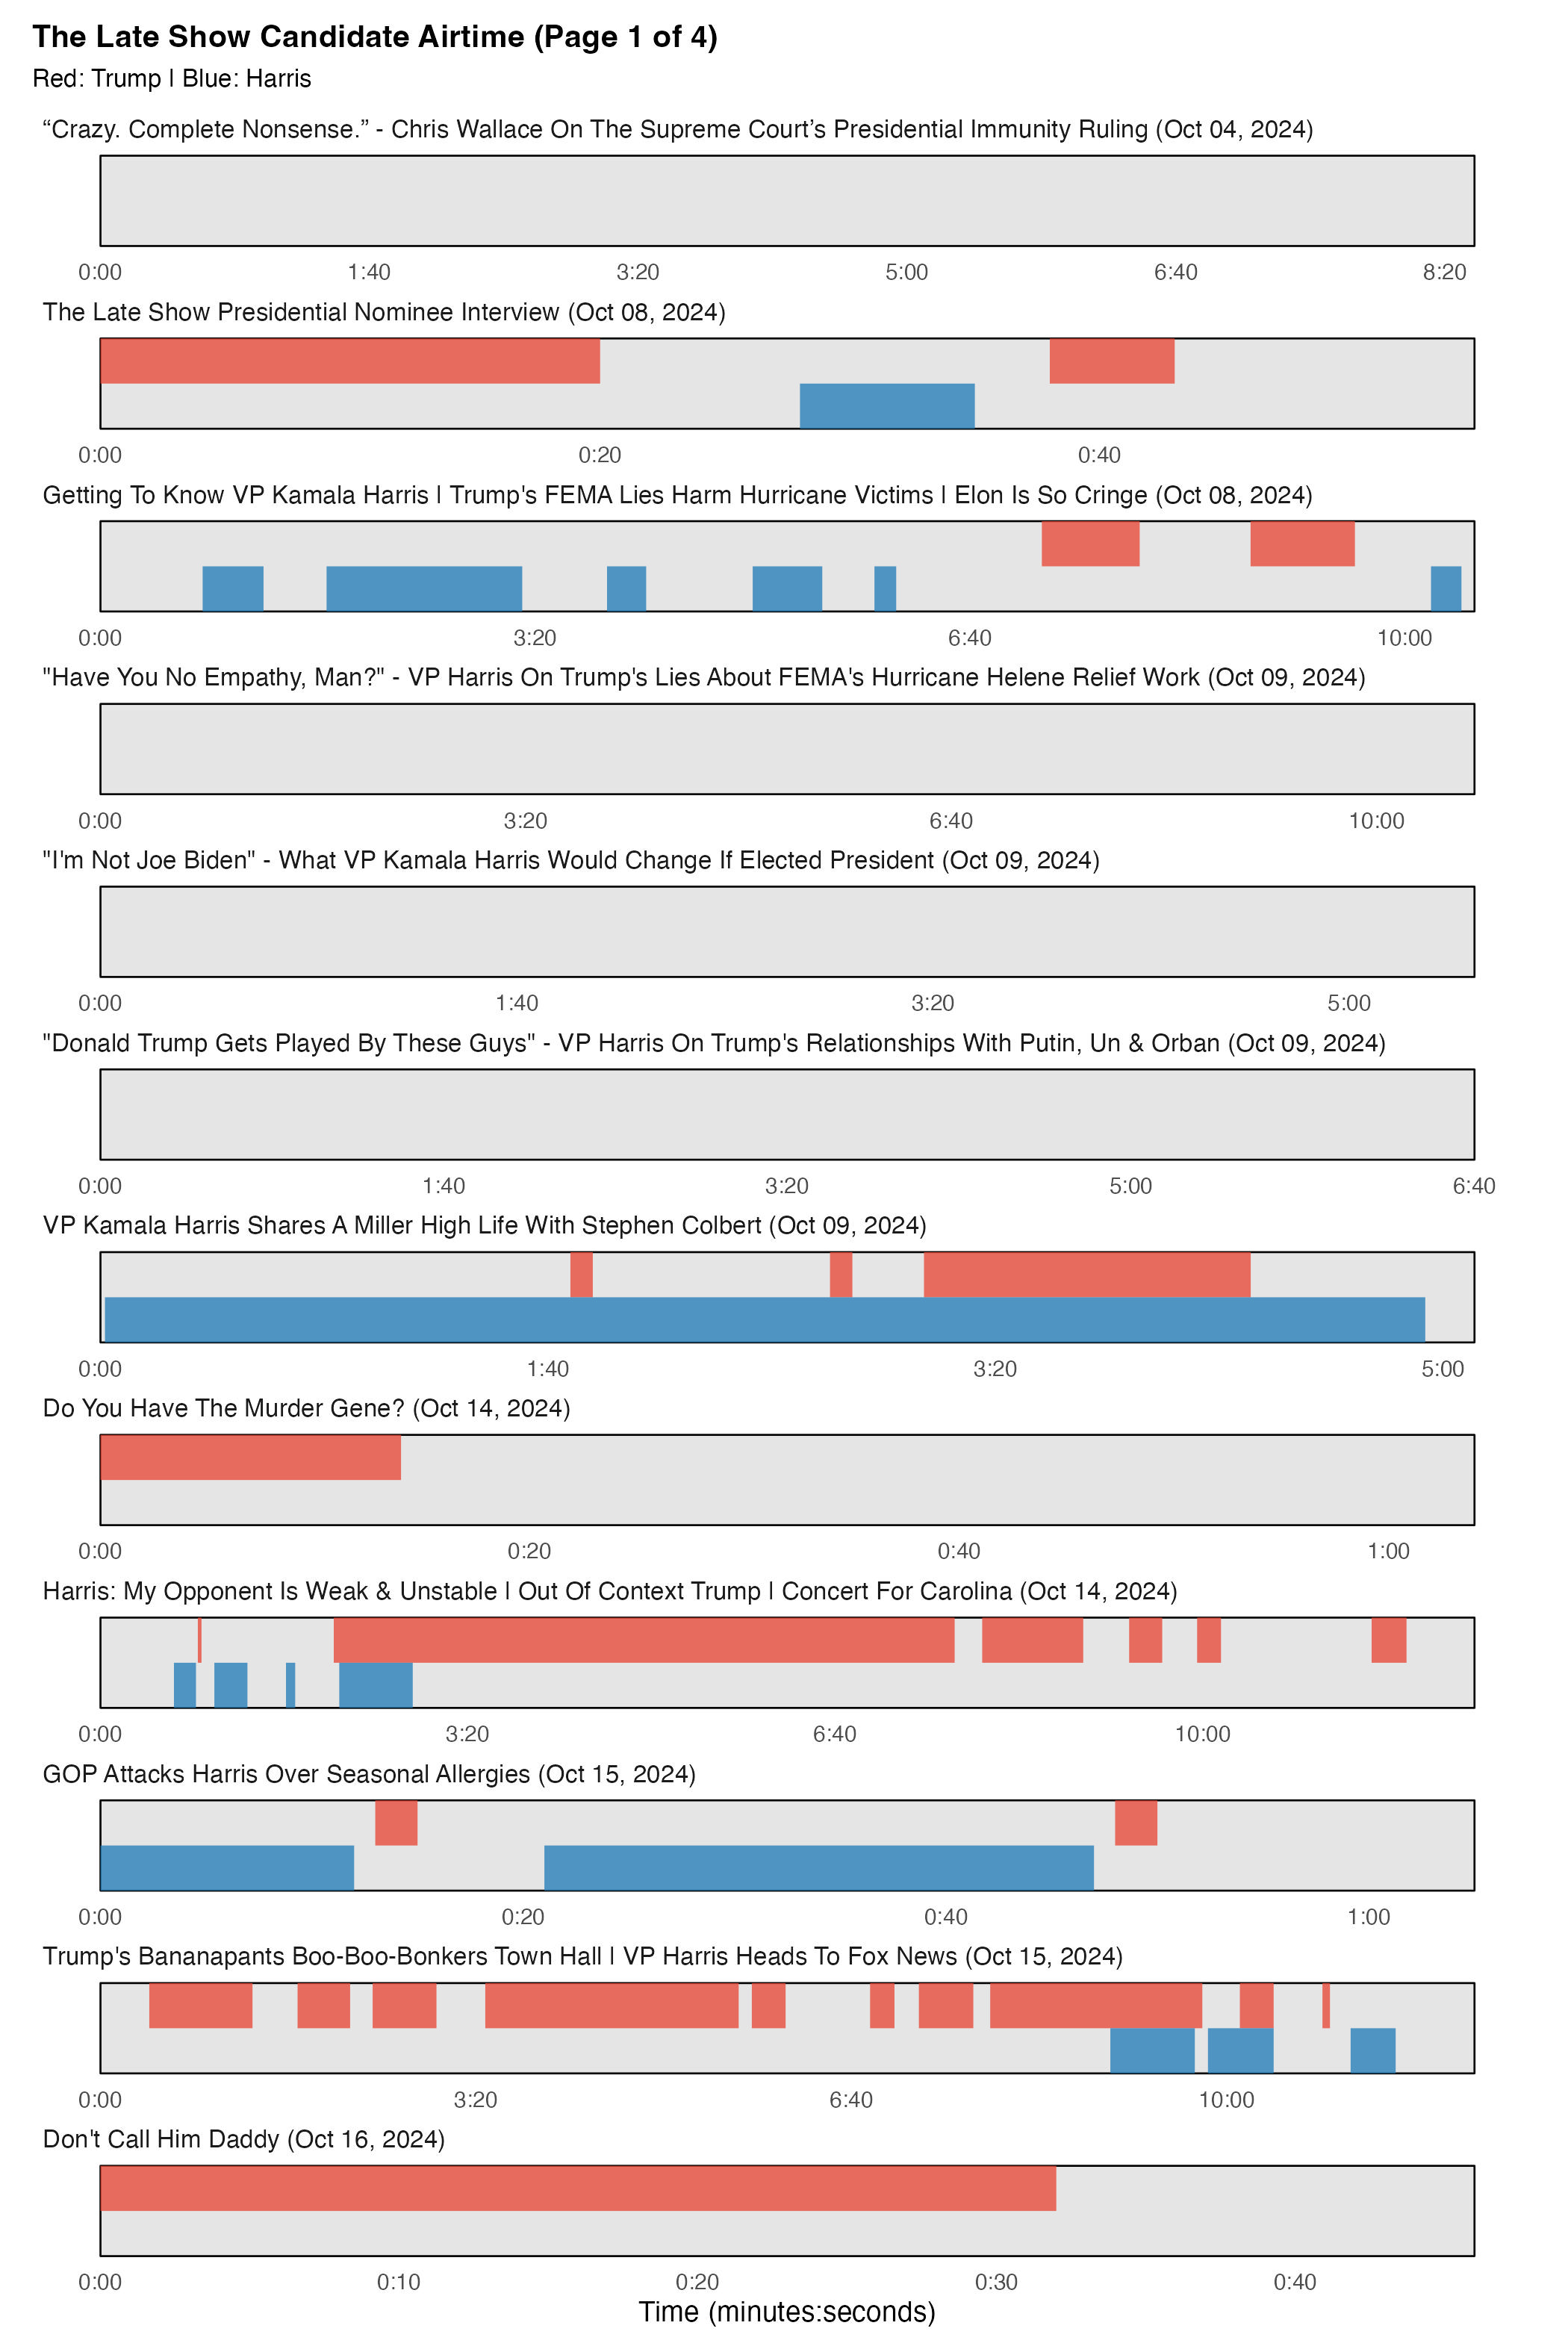 The Late Show Candidate Airtime (Page 1 of 4)
Red: Trump | Blue: Harris
“Crazy. Complete Nonsense.” - Chris Wallace On The Supreme Court’s Presidential Immunity Ruling (Oct 04, 2024)
0:00 1:40 3:20 5:00 6:40 8:20
The Late Show Presidential Nominee Interview (Oct 08, 2024)
0:00 0:20 0:40
Getting To Know VP Kamala Harris | Trump's FEMA Lies Harm Hurricane Victims | Elon Is So Cringe (Oct 08, 2024)
0:00 3:20 6:40 10:00
"Have You No Empathy, Man?" - VP Harris On Trump's Lies About FEMA's Hurricane Helene Relief Work (Oct 09, 2024)
0:00 3:20 6:40 10:00
"I'm Not Joe Biden" - What VP Kamala Harris Would Change If Elected President (Oct 09, 2024)
0:00 1:40 3:20 5:00
"Donald Trump Gets Played By These Guys" - VP Harris On Trump's Relationships With Putin, Un & Orban (Oct 09, 2024)
0:00 1:40 3:20 5:00 6:40
VP Kamala Harris Shares A Miller High Life With Stephen Colbert (Oct 09, 2024)
0:00 1:40 3:20 5:00
Do You Have The Murder Gene? (Oct 14, 2024)
0:00 0:20 0:40 1:00
Harris: My Opponent Is Weak & Unstable | Out Of Context Trump | Concert For Carolina (Oct 14, 2024)
0:00 3:20 6:40 10:00
GOP Attacks Harris Over Seasonal Allergies (Oct 15, 2024)
0:00 0:20 0:40 1:00
Trump's Bananapants Boo-Boo-Bonkers Town Hall | VP Harris Heads To Fox News (Oct 15, 2024)
0:00 3:20 6:40 10:00
Don't Call Him Daddy (Oct 16, 2024)
0:00 0:10 0:20 0:30 0:40
Time (minutes:seconds)